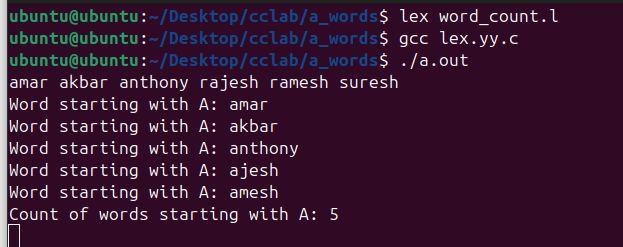 ubuntu@ubuntu:~/Desktop/cclab/a_words$ lex word_count.l
ubuntu@ubuntu:~/Desktop/cclab/a_words$ gcc lex.yy.c
ubuntu@ubuntu:~/Desktop/cclab/a_words$ ./a.out
amar akbar anthony rajesh ramesh suresh
Word starting with A: amar
Word starting with A: akbar
Word starting with A: anthony
Word starting with A: ajesh
Word starting with A: amesh
Count of words starting with A: 5